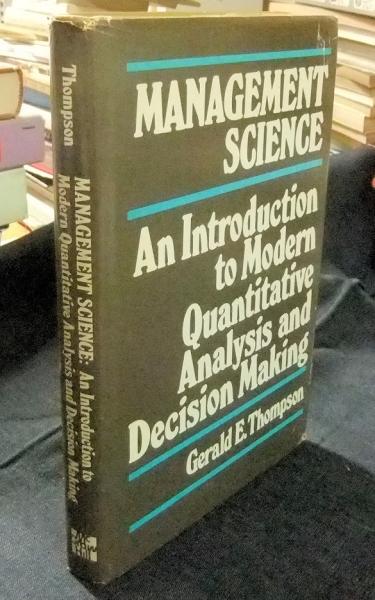 MANAGEMENT
SCIENCE
An Introduction
to Modern
Quantitative
Analysis and
Decision Making
Gerald E. Thompson
Thompson
MANAGEMENT SCIENCE: An Introduction to
Modern Quantitative Analysis and Decision Making